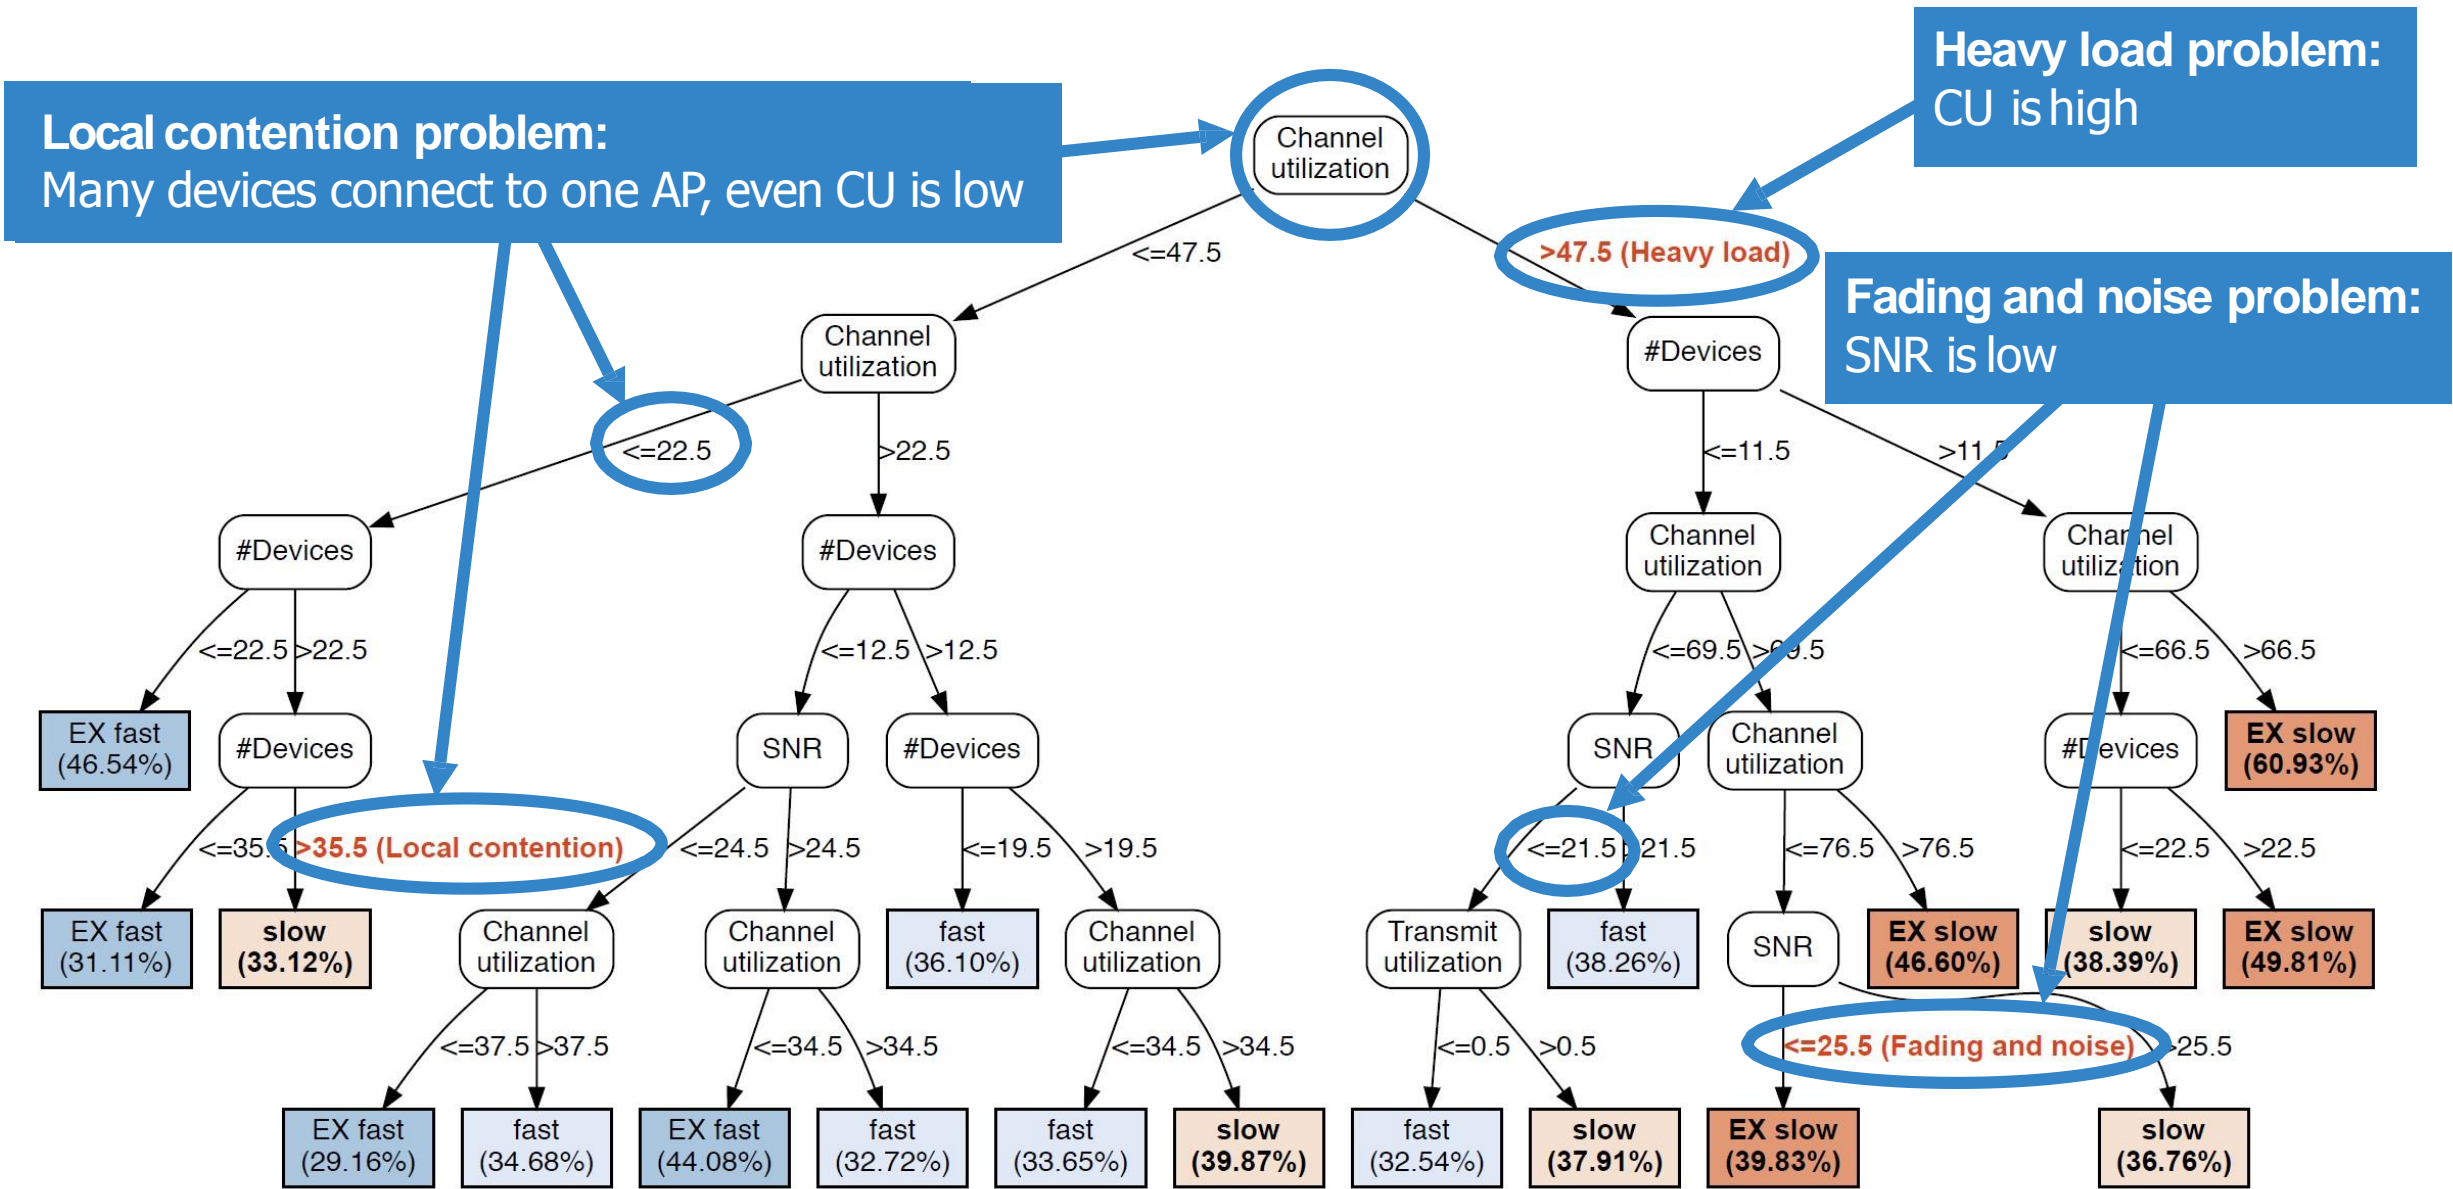 Heavy load problem:
CU is high
Local contention problem:
Many devices connect to one AP, even CU is low
Channel
utilization
<=47.5
>47.5 (Heavy load)
Fading and noise problem:
SNR is low
Channel
utilization
#Devices
<=22.5
>22.5
<=11.5
>11.5
#Devices
#Devices
Channel
utilization
Channel
utilization
<=22.5
>22.5
<=12.5
>12.5
<=69.5
>69.5
<=66.5
>66.5
EX fast
(46.54%)
#Devices
SNR
#Devices
SNR
Channel
utilization
#Devices
EX slow
(60.93%)
<=35.5
>35.5 (Local contention)
<=24.5
>24.5
<=19.5
>19.5
<=21.5
>21.5
<=76.5
>76.5
<=22.5
>22.5
EX fast
(31.11%)
slow
(33.12%)
Channel
utilization
Channel
utilization
fast
(36.10%)
Channel
utilization
Transmit
utilization
fast
(38.26%)
SNR
EX slow
(46.60%)
slow
(38.39%)
EX slow
(49.81%)
<=37.5
>37.5
<=34.5
>34.5
<=34.5
>34.5
<=0.5
>0.5
<=25.5 (Fading and noise)
>25.5
EX fast
(29.16%)
fast
(34.68%)
EX fast
(44.08%)
fast
(32.72%)
fast
(33.65%)
slow
(39.87%)
fast
(32.54%)
slow
(37.91%)
EX slow
(39.83%)
slow
(36.76%)